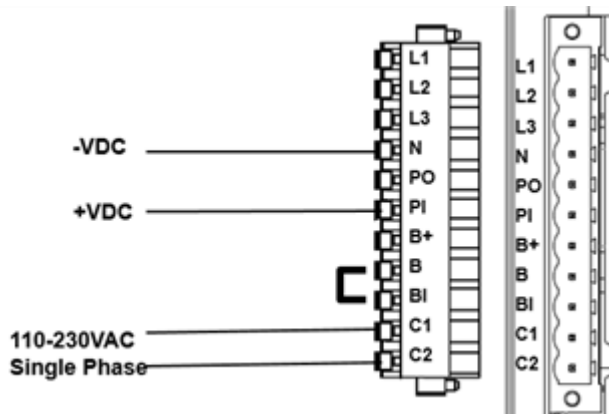 -VDC
+VDC
110-230VAC
Single Phase
L1
L2
L3
N
PO
PI
B+
B
BI
C1
C2
L1
L2
L3
N
PO
PI
B+
B
BI
C1
C2